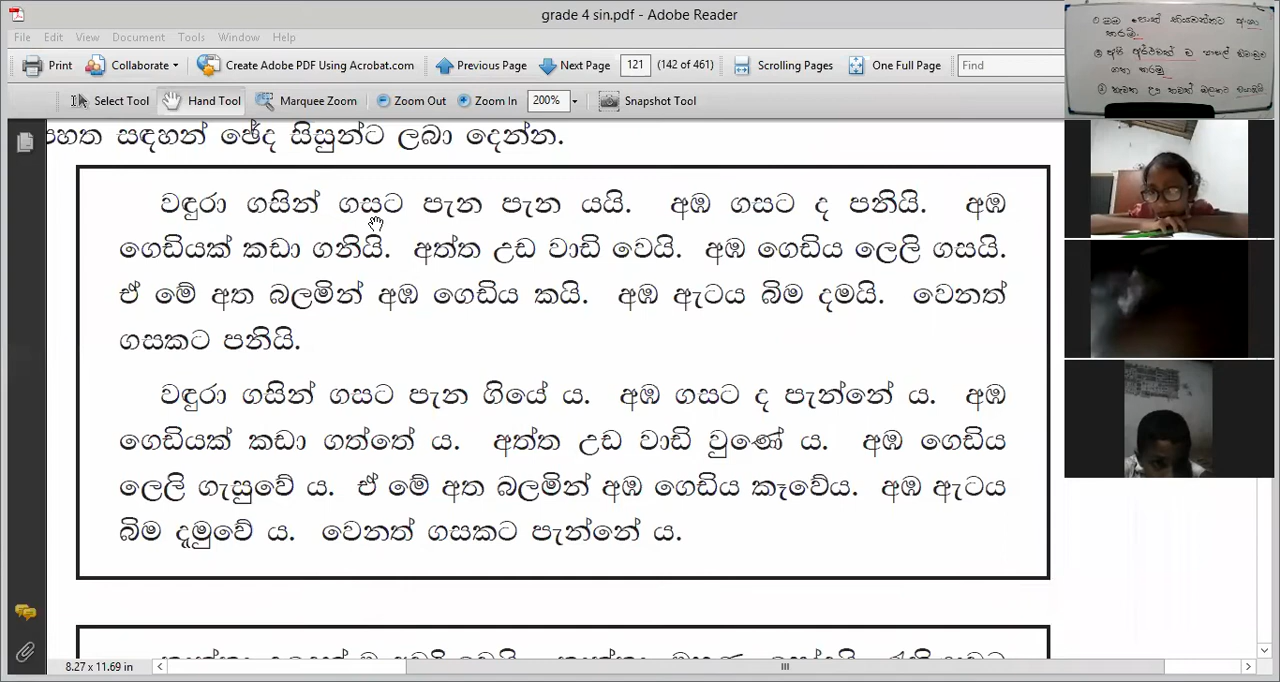 grade 4 sin.pdf - Adobe Reader
File Edit View Document Tools Window Help
Print Collaborate Create Adobe PDF Using Acrobat.com Previous Page Next Page 121 (142 of 461) Scrolling Pages One Full Page Find
Select Tool Hand Tool Marquee Zoom Zoom Out Zoom In 200% Snapshot Tool
පහත සඳහන් ඡේද සිසුන්ට ලබා දෙන්න.
වඳුරා ගසින් ගසට පැන පැන යයි. අඹ ගසට ද පනියි. අඹ
ගෙඩියක් කඩා ගනියි. අත්ත උඩ වාඩි වෙයි. අඹ ගෙඩිය ලෙලි ගසයි.
ඒ මේ අත බලමින් අඹ ගෙඩිය කයි. අඹ ඇටය බිම දමයි. වෙනත්
ගසකට පනියි.
වඳුරා ගසින් ගසට පැන ගියේ ය. අඹ ගසට ද පැන්නේ ය. අඹ
ගෙඩියක් කඩා ගත්තේ ය. අත්ත උඩ වාඩි වුණේ ය. අඹ ගෙඩිය
ලෙලි ගැසුවේ ය. ඒ මේ අත බලමින් අඹ ගෙඩිය කෑවේය. අඹ ඇටය
බිම දැමුවේ ය. වෙනත් ගසකට පැන්නේ ය.
8.27 x 11.69 in